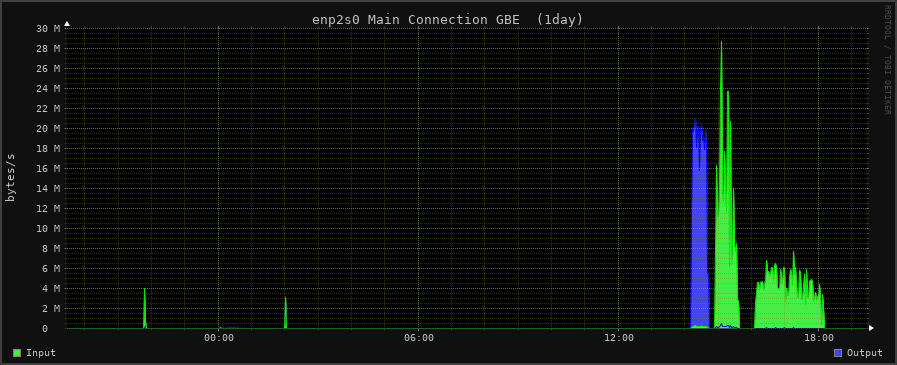 enp2s0 Main Connection GBE (1day)
RRDTOOL / TOBI OETIKER
bytes/s
30 M
28 M
26 M
24 M
22 M
20 M
18 M
16 M
14 M
12 M
10 M
8 M
6 M
4 M
2 M
0
00:00 06:00 12:00 18:00
Input Output